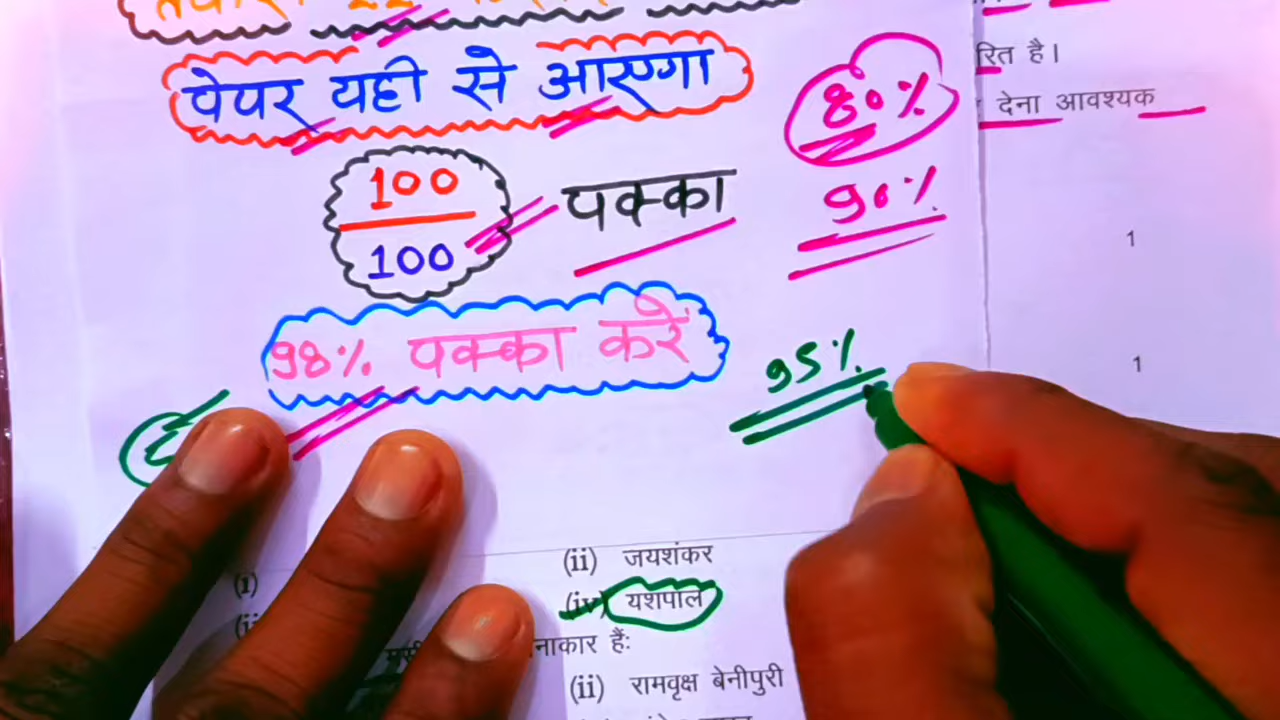 रित है।
देना आवश्यक
पेपर यही से आएगा
80%
100
100
पक्का
90%
1
98% पक्का करें
95%
1
(ii) जयशंकर
(i)
(iv) यशपाल
नाकार हैंः
(ii) रामवृक्ष बेनीपुरी